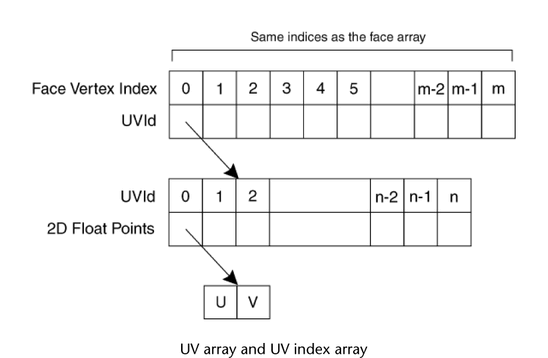 Same indices as the face array
Face Vertex Index 0 1 2 3 4 5 m-2 m-1 m
UVId
UVId 0 1 2 n-2 n-1 n
2D Float Points
U V
UV array and UV index array